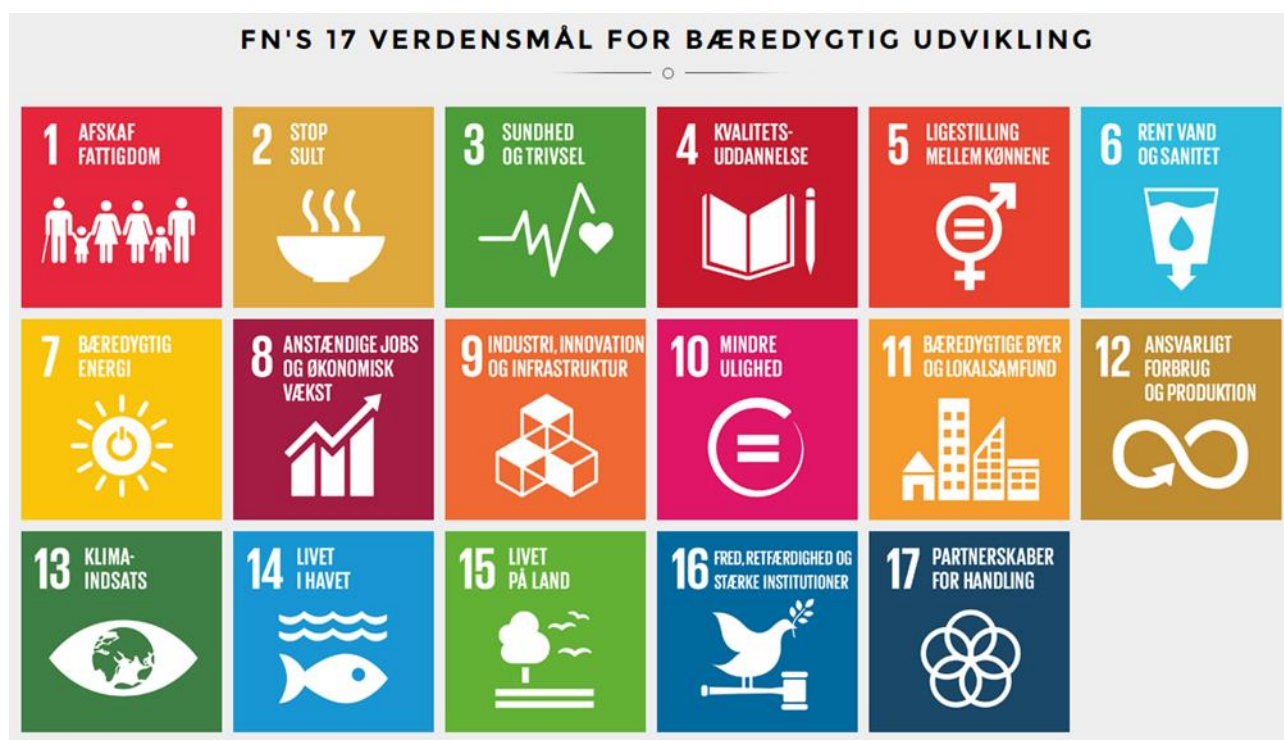 FN'S 17 VERDENSMÅL FOR BÆREDYGTIG UDVIKLING
1 AFSKAF
FATTIGDOM
2 STOP
SULT
3 SUNDHED
OG TRIVSEL
4 KVALITETS-
UDDANNELSE
5 LIGESTILLING
MELLEM KØNNENE
6 RENT VAND
OG SANITET
7 BÆREDYGTIG
ENERGI
8 ANSTÆNDIGE JOBS
OG ØKONOMISK
VÆKST
9 INDUSTRI, INNOVATION
OG INFRASTRUKTUR
10 MINDRE
ULIGHED
11 BÆREDYGTIGE BYER
OG LOKALSAMFUND
12 ANSVARLIGT
FORBRUG
OG PRODUKTION
13 KLIMA-
INDSATS
14 LIVET
I HAVET
15 LIVET
PÅ LAND
16 FRED, RETFÆRDIGHED OG
STÆRKE INSTITUTIONER
17 PARTNERSKABER
FOR HANDLING